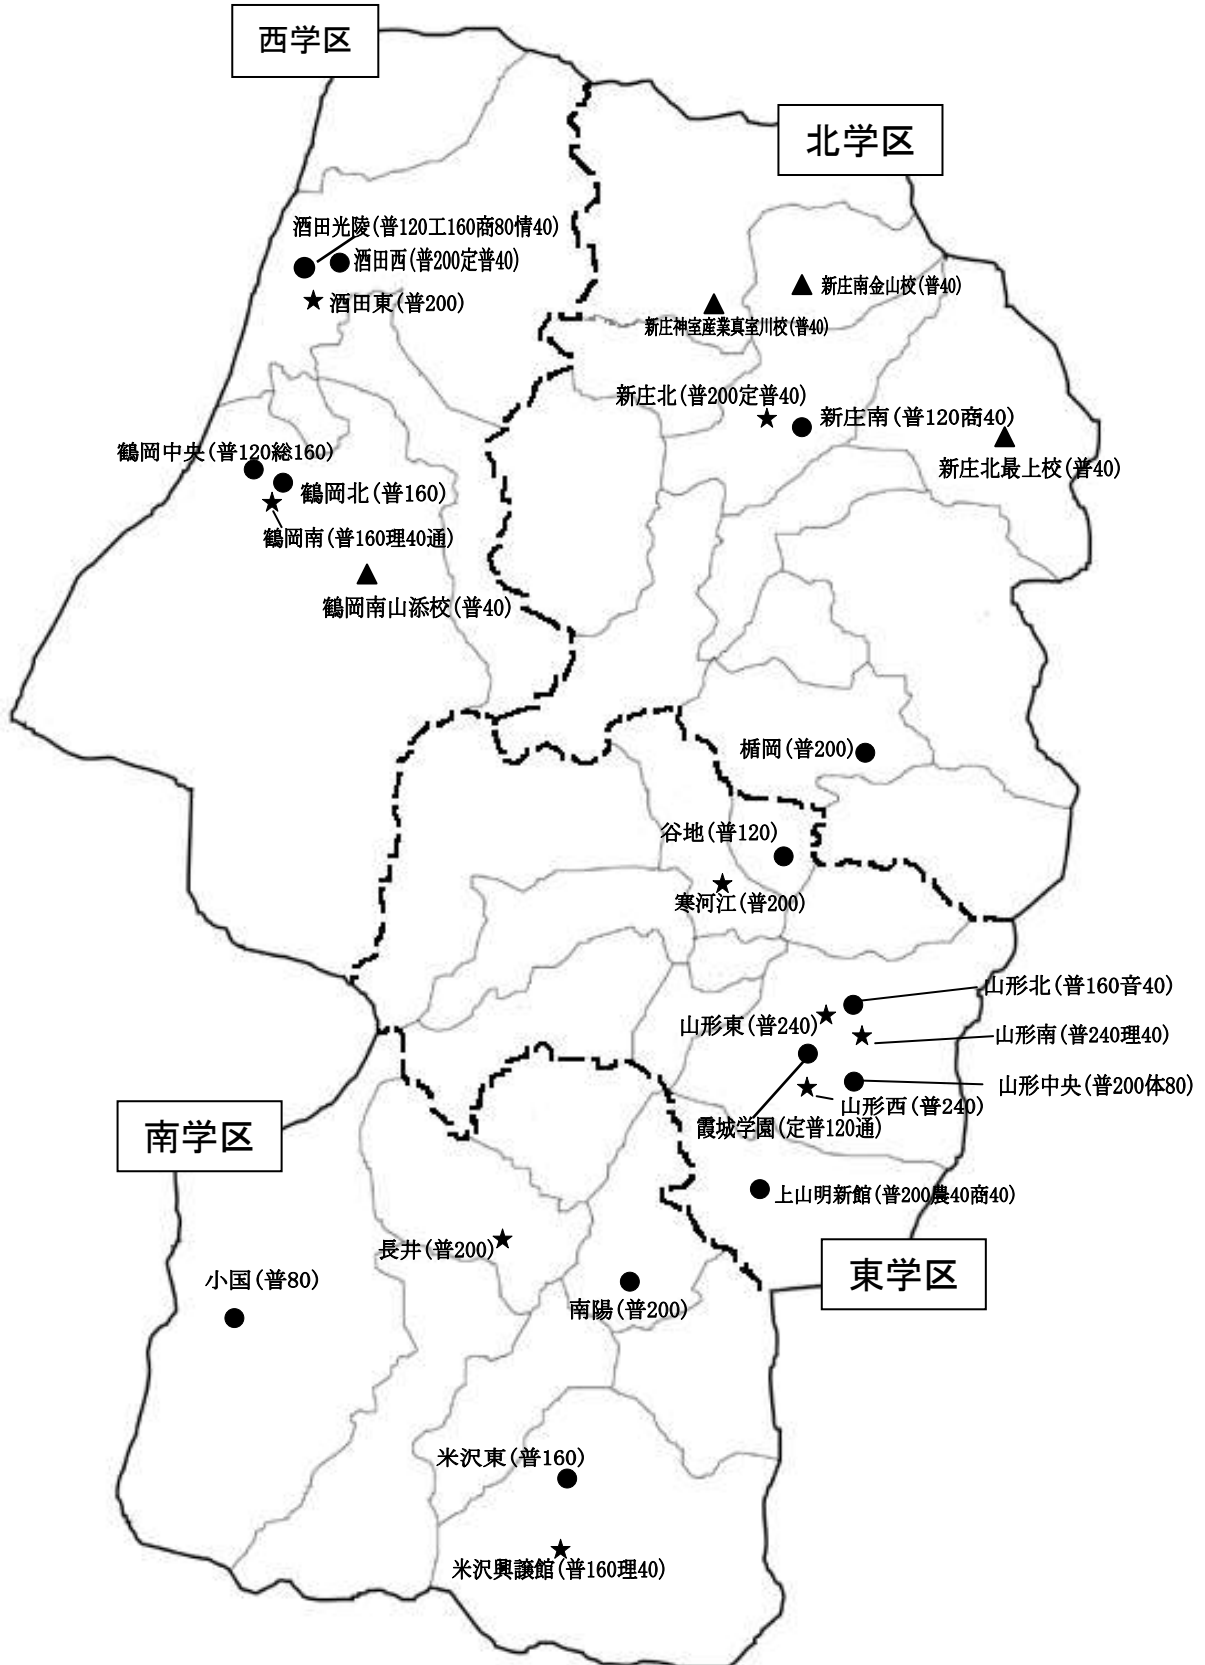 西学区
北学区
酒田光陵(普120工160商80情40)
酒田西(普200定普40)
酒田東(普200)
新庄南金山校(普40)
新庄神室産業真室川校(普40)
新庄北(普200定普40)
新庄南(普120商40)
新庄北最上校(普40)
鶴岡中央(普120総160)
鶴岡北(普160)
鶴岡南(普160理40通)
鶴岡南山添校(普40)
楯岡(普200)
谷地(普120)
寒河江(普200)
山形北(普160音40)
山形東(普240)
山形南(普240理40)
山形中央(普200体80)
山形西(普240)
霞城学園(定普120通)
南学区
上山明新館(普200農40商40)
長井(普200)
東学区
小国(普80)
南陽(普200)
米沢東(普160)
米沢興譲館(普160理40)